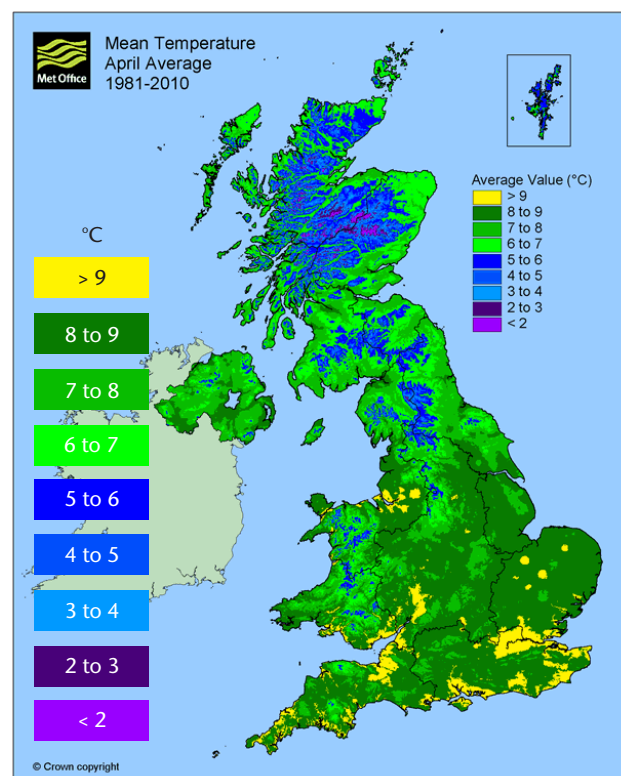 Met Office
Mean Temperature
April Average
1981-2010
Average Value (°C)
> 9
8 to 9
7 to 8
6 to 7
5 to 6
4 to 5
3 to 4
2 to 3
< 2
°C
> 9
8 to 9
7 to 8
6 to 7
5 to 6
4 to 5
3 to 4
2 to 3
< 2
© Crown copyright